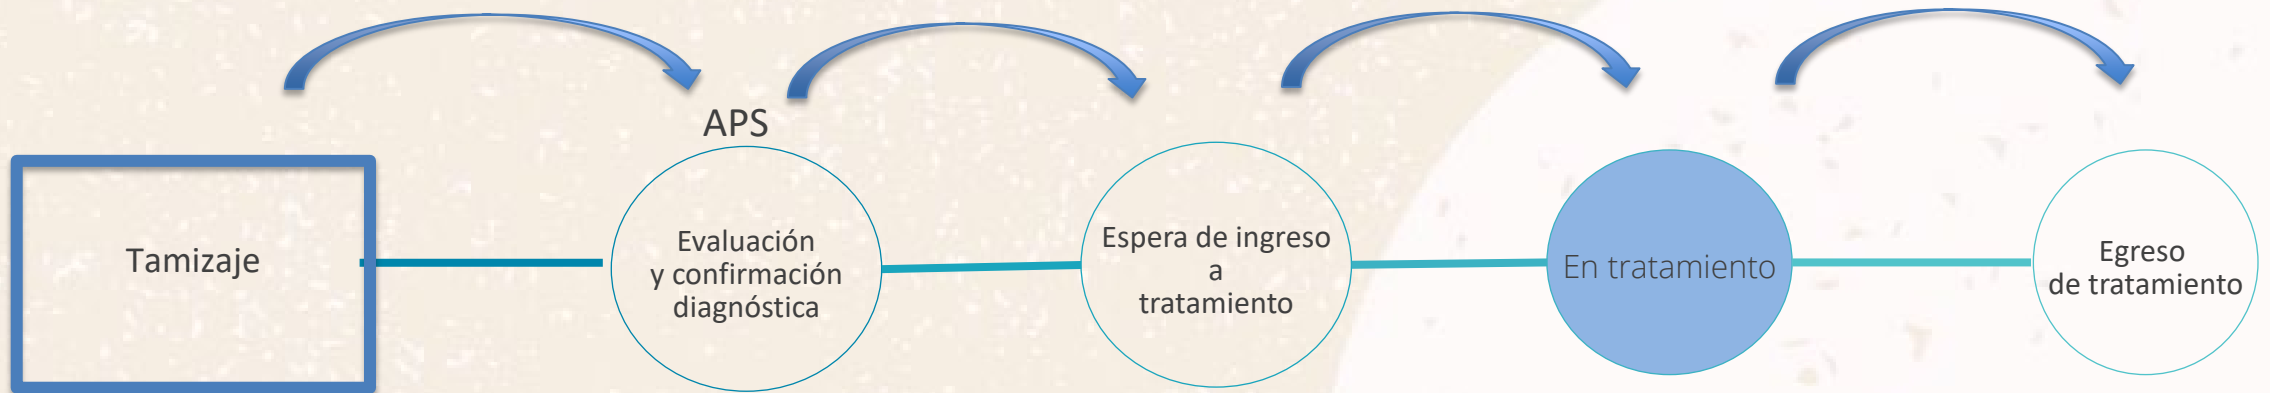 APS
Tamizaje
Evaluación
y confirmación
diagnóstica
Espera de ingreso
a
tratamiento
En tratamiento
Egreso
de tratamiento